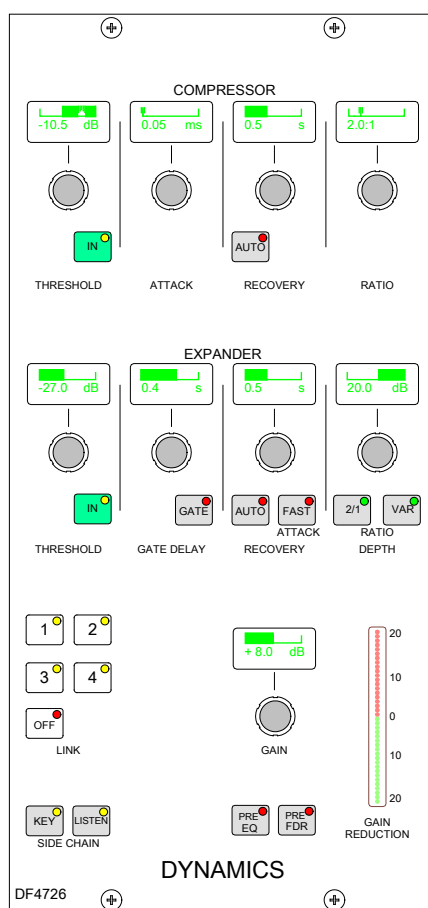 COMPRESSOR
-10.5 dB
0.05 ms
0.5 s
2.0:1
IN
AUTO
THRESHOLD
ATTACK
RECOVERY
RATIO
EXPANDER
-27.0 dB
0.4 s
0.5 s
20.0 dB
IN
GATE
AUTO
FAST
2/1
VAR
ATTACK
RATIO
THRESHOLD
GATE DELAY
RECOVERY
DEPTH
1
2
3
4
OFF
LINK
+ 8.0 dB
GAIN
20
10
0
10
20
GAIN
REDUCTION
KEY
LISTEN
SIDE CHAIN
PRE
EQ
PRE
FDR
DYNAMICS
DF4726